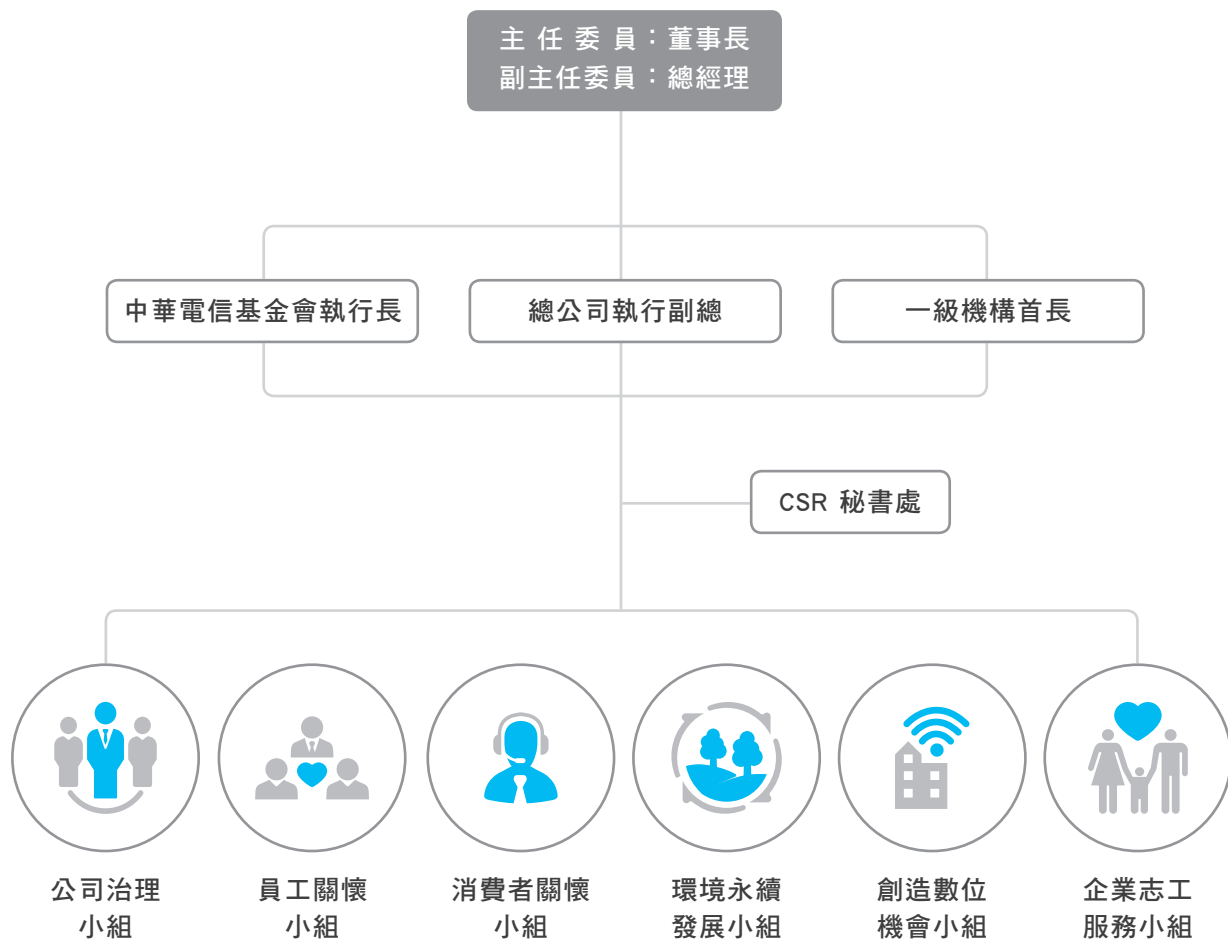 主任委員：董事長
副主任委員：總經理
中華電信基金會執行長
總公司執行副總
一級機構首長
CSR 秘書處
公司治理
小組
員工關懷
小組
消費者關懷
小組
環境永續
發展小組
創造數位
機會小組
企業志工
服務小組